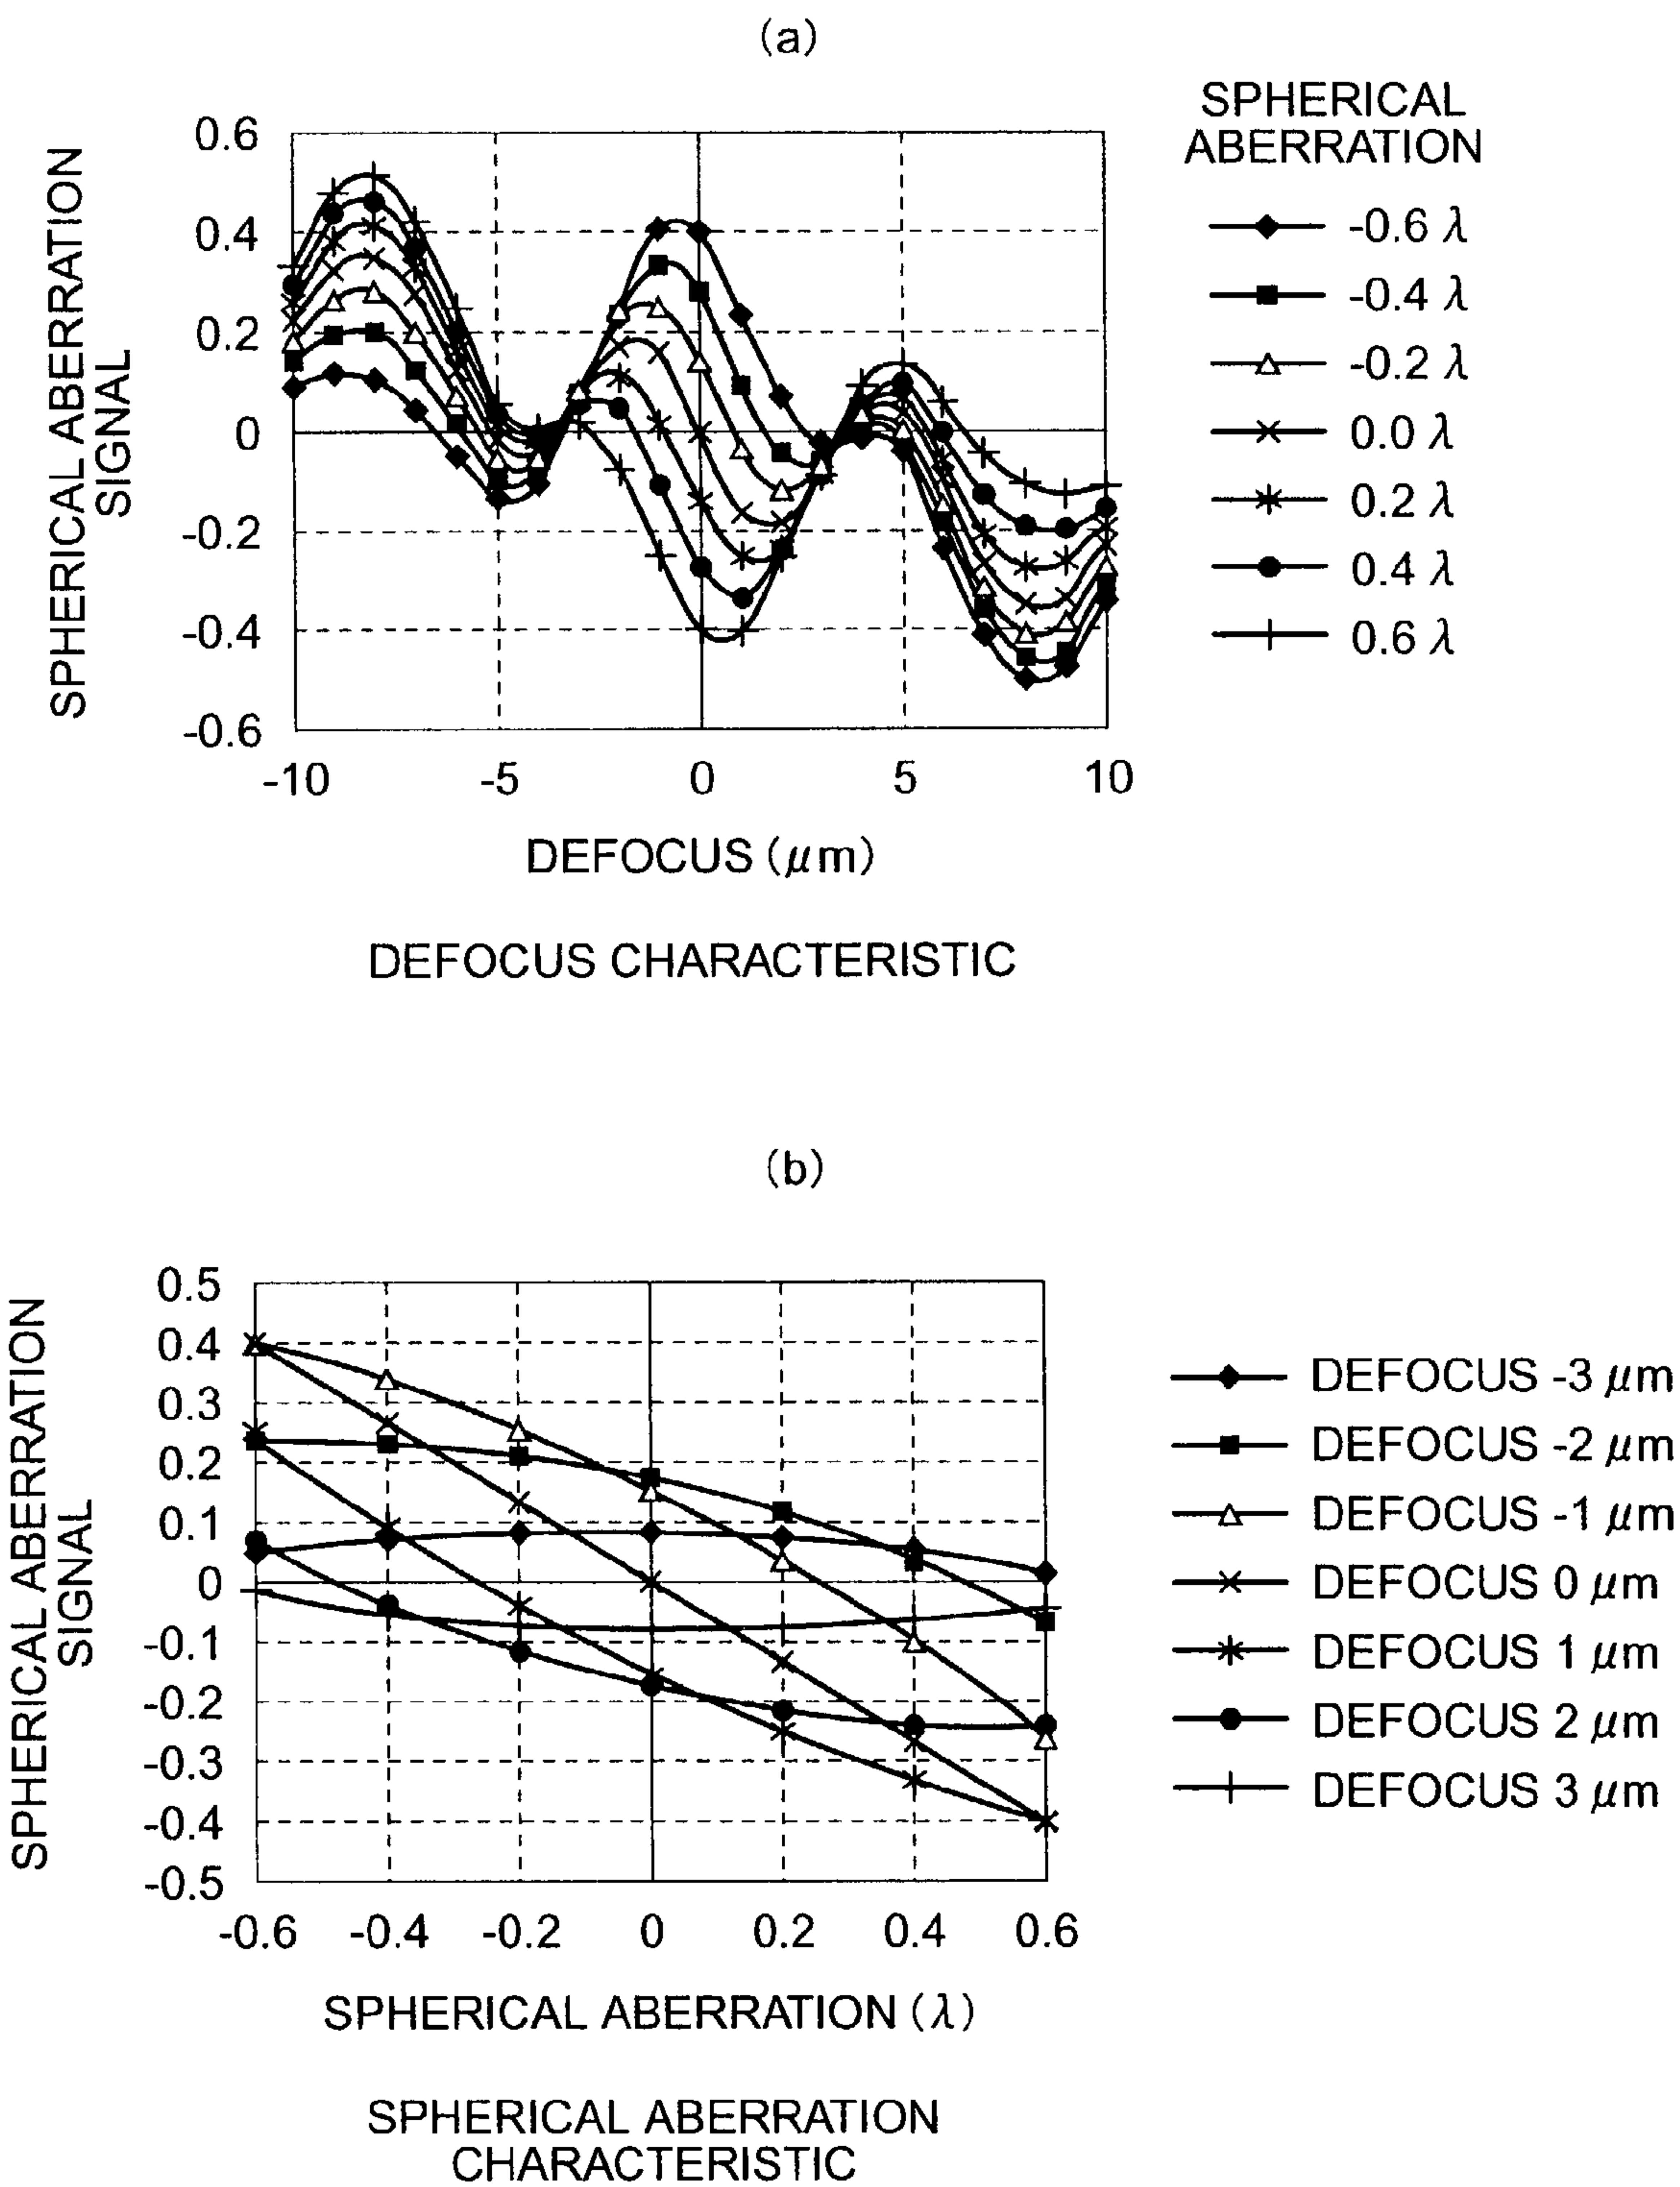 (a)
SPHERICAL
ABERRATION
SPHERICAL ABERRATION
SIGNAL
0.6
0.4
0.2
0
-0.2
-0.4
-0.6
-10
-5
0
5
10
DEFOCUS (μm)
-0.6 λ
-0.4 λ
-0.2 λ
0.0 λ
0.2 λ
0.4 λ
0.6 λ
DEFOCUS CHARACTERISTIC
(b)
SPHERICAL ABERRATION
SIGNAL
0.5
0.4
0.3
0.2
0.1
0
-0.1
-0.2
-0.3
-0.4
-0.5
-0.6
-0.4
-0.2
0
0.2
0.4
0.6
SPHERICAL ABERRATION (λ)
DEFOCUS -3 μm
DEFOCUS -2 μm
DEFOCUS -1 μm
DEFOCUS 0 μm
DEFOCUS 1 μm
DEFOCUS 2 μm
DEFOCUS 3 μm
SPHERICAL ABERRATION
CHARACTERISTIC